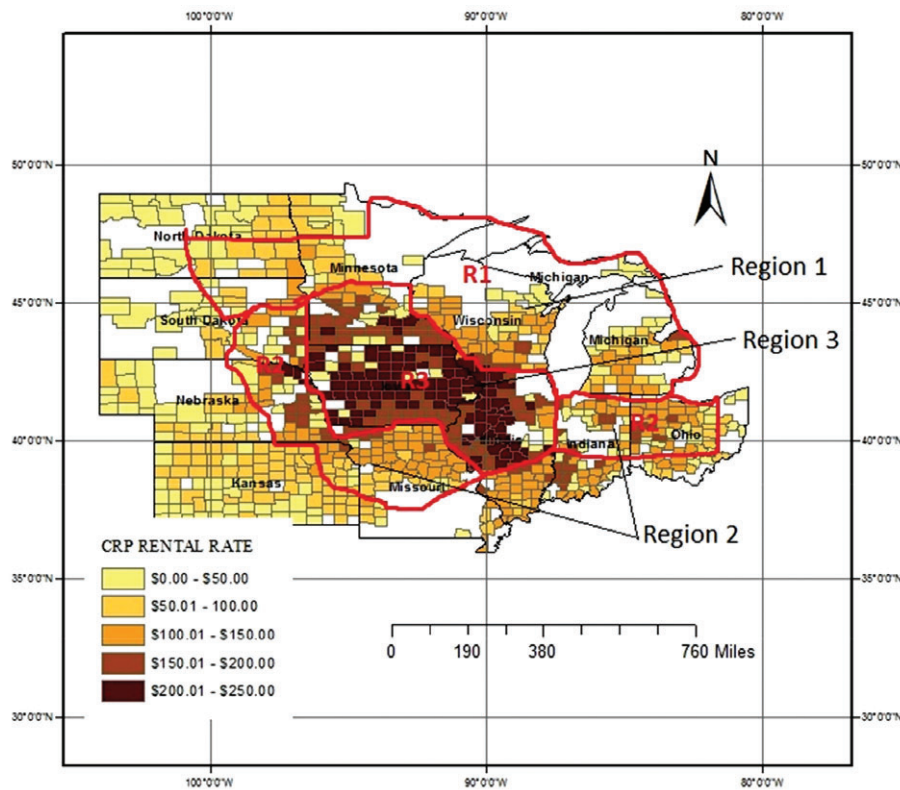 100°0'0"W 90°0'0"W 80°0'0"W
50°0'0"N 50°0'0"N
N
North Dakota
R1
Minnesota
Michigan
Region 1
45°0'0"N 45°0'0"N
South Dakota
Wisconsin
Michigan
Region 3
R2
R3
Nebraska
R2
40°0'0"N 40°0'0"N
Indiana
Ohio
Kansas
Missouri
Region 2
CRP RENTAL RATE
$0.00 - $50.00
$50.01 - 100.00
$100.01 - $150.00
$150.01 - $200.00
$200.01 - $250.00
35°0'0"N 35°0'0"N
0 190 380 760 Miles
30°0'0"N 30°0'0"N
100°0'0"W 90°0'0"W 80°0'0"W